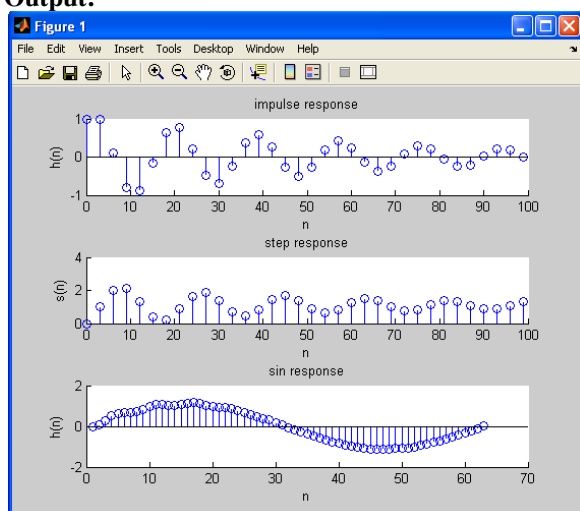 Output:
Figure 1
File Edit View Insert Tools Desktop Window Help
impulse response
1
0
-1
h(n)
0 10 20 30 40 50 60 70 80 90 100
n
step response
4
2
0
s(n)
0 10 20 30 40 50 60 70 80 90 100
n
sin response
2
0
-2
h(n)
0 10 20 30 40 50 60 70
n